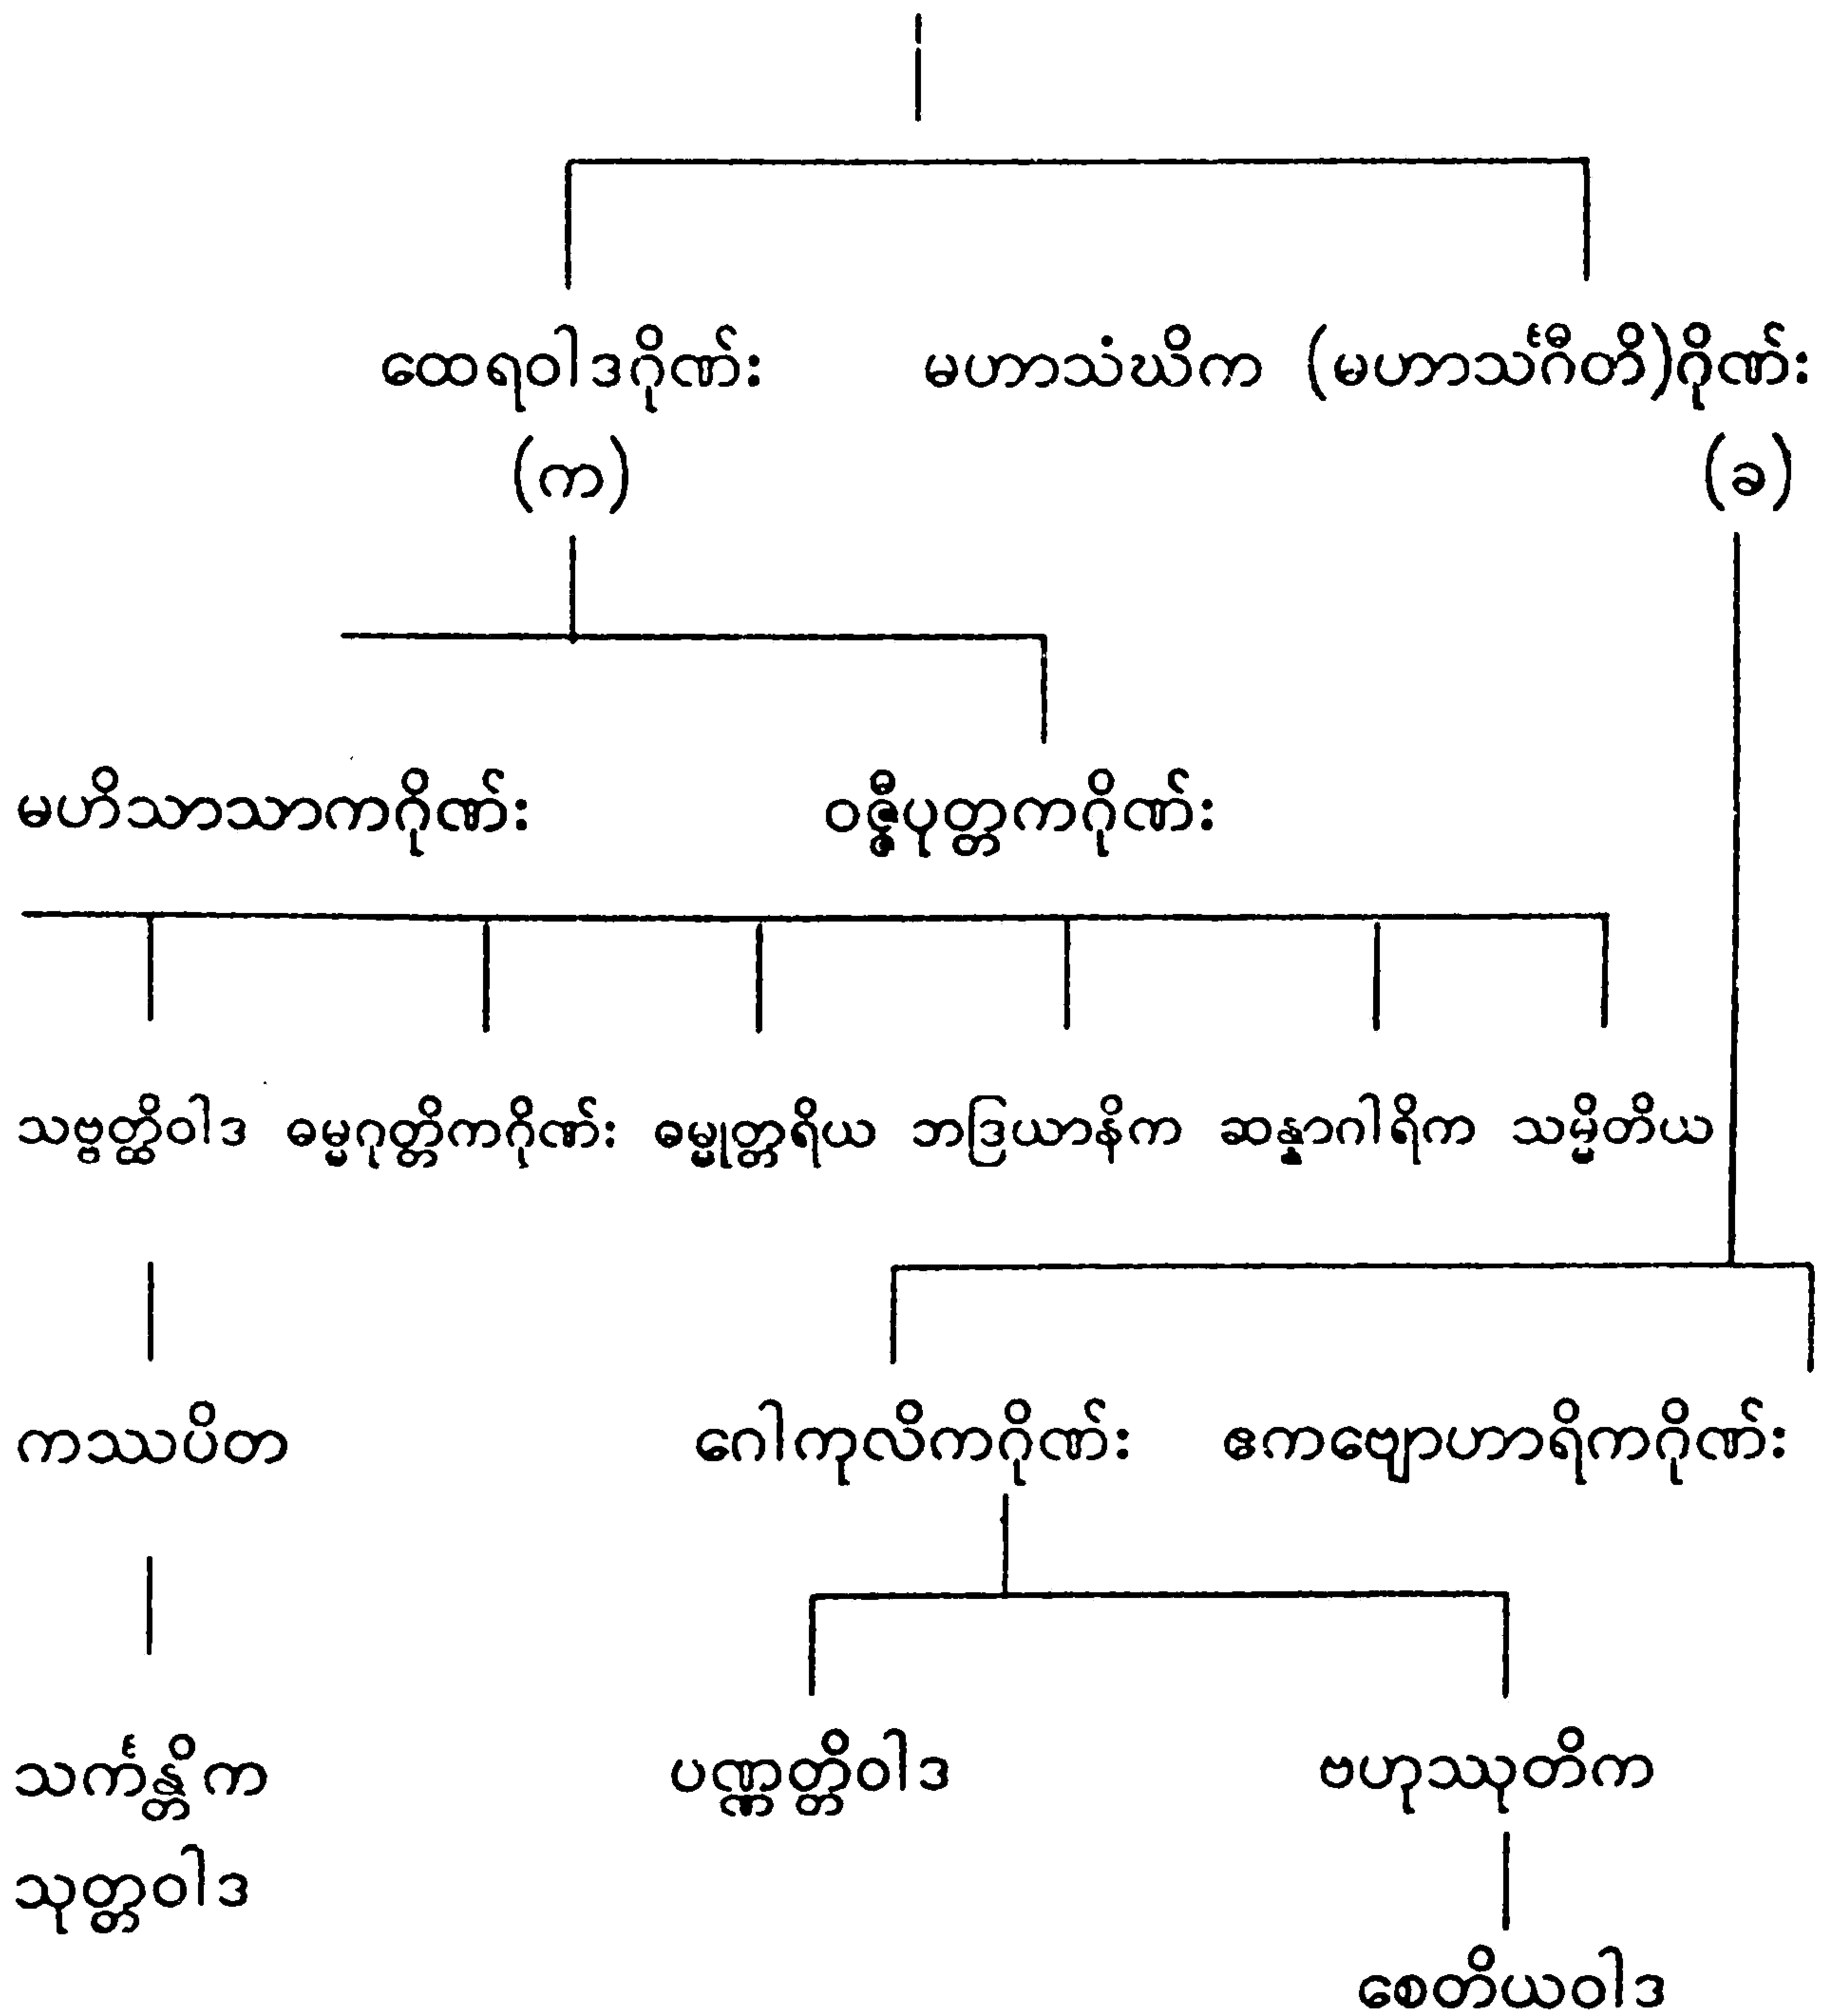 ထေရဝါဒဂိုဏ်း မဟာသံဃိက (မဟာသင်္ဂီတိ)ဂိုဏ်း
(က) (ခ)
မဟိသာသာကဂိုဏ်း ဝဇ္ဇီပုတ္တကဂိုဏ်း
သဗ္ဗတ္ထိဝါဒ ဓမ္မဂုတ္တိကဂိုဏ်း ဓမ္မုတ္တရိယ ဘဒြယာနိက ဆန္နာဂါရိက သမ္မိတိယ
ကဿပိတ ဂေါကုလိကဂိုဏ်း ဧကဗျောဟာရိကဂိုဏ်း
သင်္ကန္တိက ပဏ္ဏတ္တိဝါဒ ဗဟုဿုတိက
သုတ္တဝါဒ
စေတိယဝါဒ